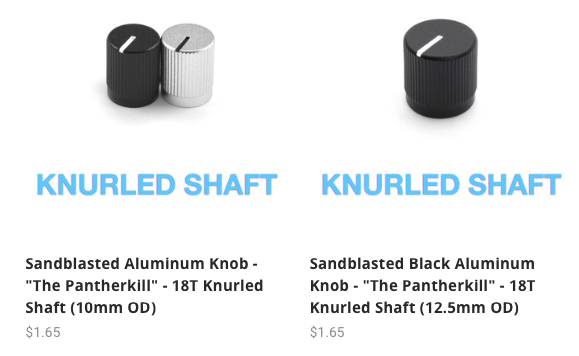 KNURLED SHAFT
KNURLED SHAFT
Sandblasted Aluminum Knob -
"The Pantherkill" - 18T Knurled
Shaft (10mm OD)
$1.65
Sandblasted Black Aluminum
Knob - "The Pantherkill" - 18T
Knurled Shaft (12.5mm OD)
$1.65